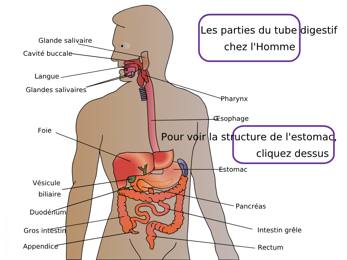 Les parties du tube digestif
chez l'Homme
Glande salivaire
Cavité buccale
Langue
Glandes salivaires
Pharynx
Œsophage
Foie
Pour voir la structure de l'estomac,
cliquez dessus
Estomac
Vésicule
biliaire
Pancréas
Duodénum
Gros intestin
Intestin grêle
Appendice
Rectum